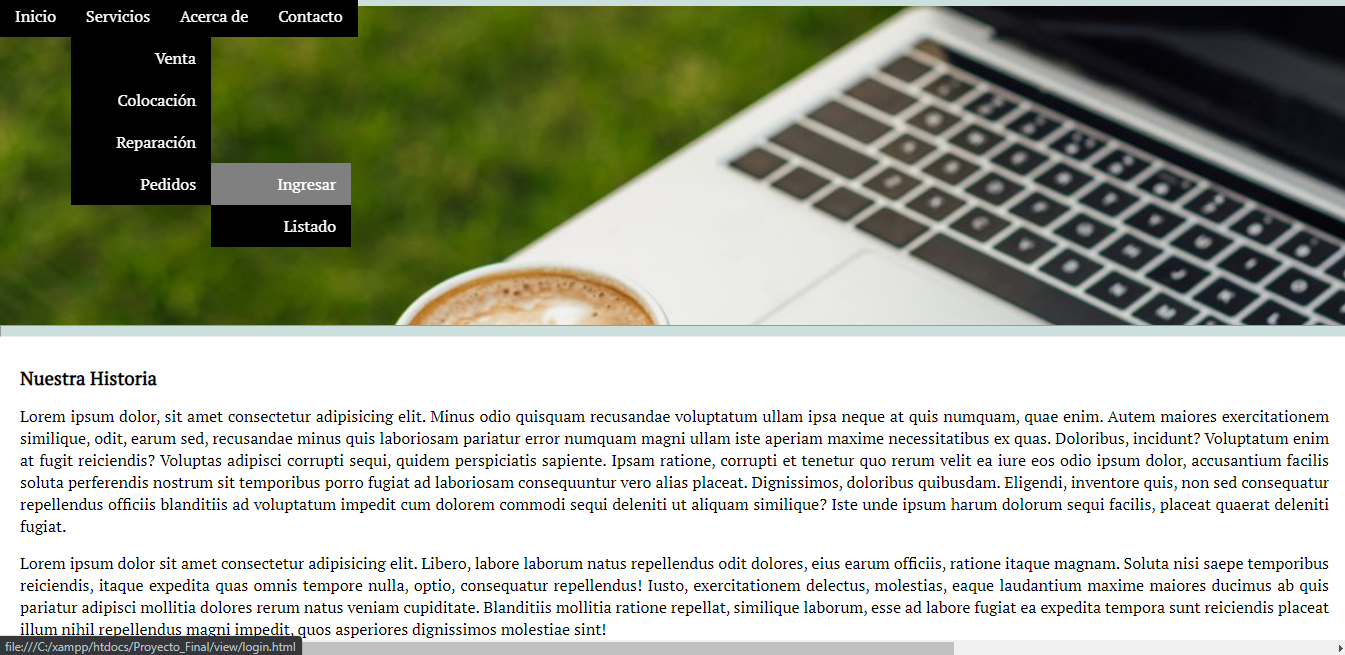 Inicio Servicios Acerca de Contacto
Venta
Colocación
Reparación
Pedidos Ingresar
Listado
Nuestra Historia
Lorem ipsum dolor, sit amet consectetur adipisicing elit. Minus odio quisquam recusandae voluptatum ullam ipsa neque at quis numquam, quae enim. Autem maiores exercitationem
similique, odit, earum sed, recusandae minus quis laboriosam pariatur error numquam magni ullam iste aperiam maxime necessitatibus ex quas. Doloribus, incidunt? Voluptatum enim
at fugit reiciendis? Voluptas adipisci corrupti sequi, quidem perspiciatis sapiente. Ipsam ratione, corrupti et tenetur quo rerum velit ea iure eos odio ipsum dolor, accusantium facilis
soluta perferendis nostrum sit temporibus porro fugiat ad laboriosam consequuntur vero alias placeat. Dignissimos, doloribus quibusdam. Eligendi, inventore quis, non sed consequatur
repellendus officiis blanditiis ad voluptatum impedit cum dolorem commodi sequi deleniti ut aliquam similique? Iste unde ipsum harum dolorum sequi facilis, placeat quaerat deleniti
fugiat.
Lorem ipsum dolor sit amet consectetur adipisicing elit. Libero, labore laborum natus repellendus odit dolores, eius earum officiis, ratione itaque magnam. Soluta nisi saepe temporibus
reiciendis, itaque expedita quas omnis tempore nulla, optio, consequatur repellendus! Iusto, exercitationem delectus, molestias, eaque laudantium maxime maiores ducimus ab quis
pariatur adipisci mollitia dolores rerum natus veniam cupiditate. Blanditiis mollitia ratione repellat, similique laborum, esse ad labore fugiat ea expedita tempora sunt reiciendis placeat
illum nihil repellendus magni impedit, quos asperiores dignissimos molestiae sint!
file:///C:/xampp/htdocs/Proyecto_Final/view/login.html